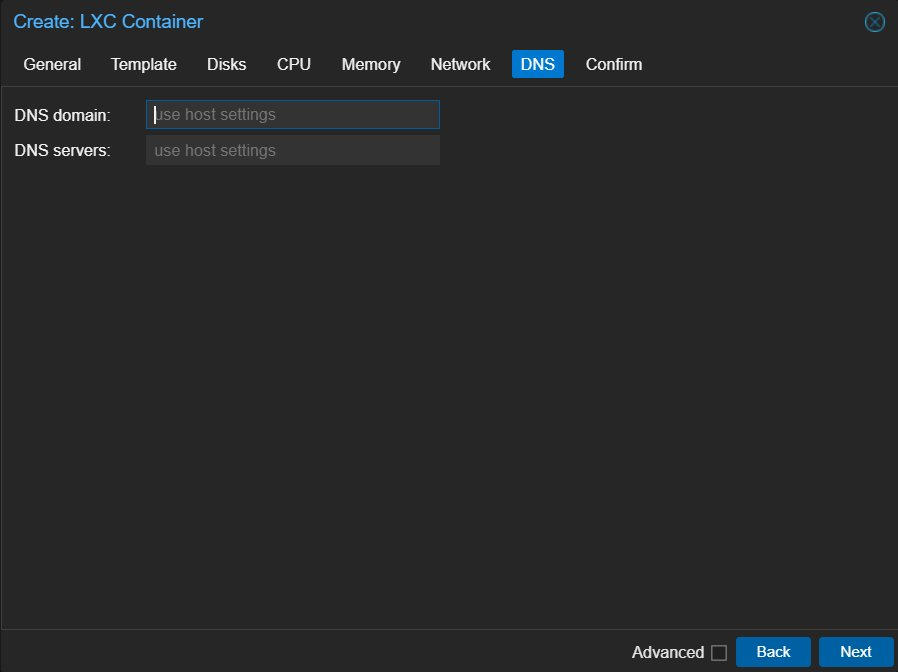 Create: LXC Container
General Template Disks CPU Memory Network DNS Confirm
DNS domain: use host settings
DNS servers: use host settings
Advanced Back Next